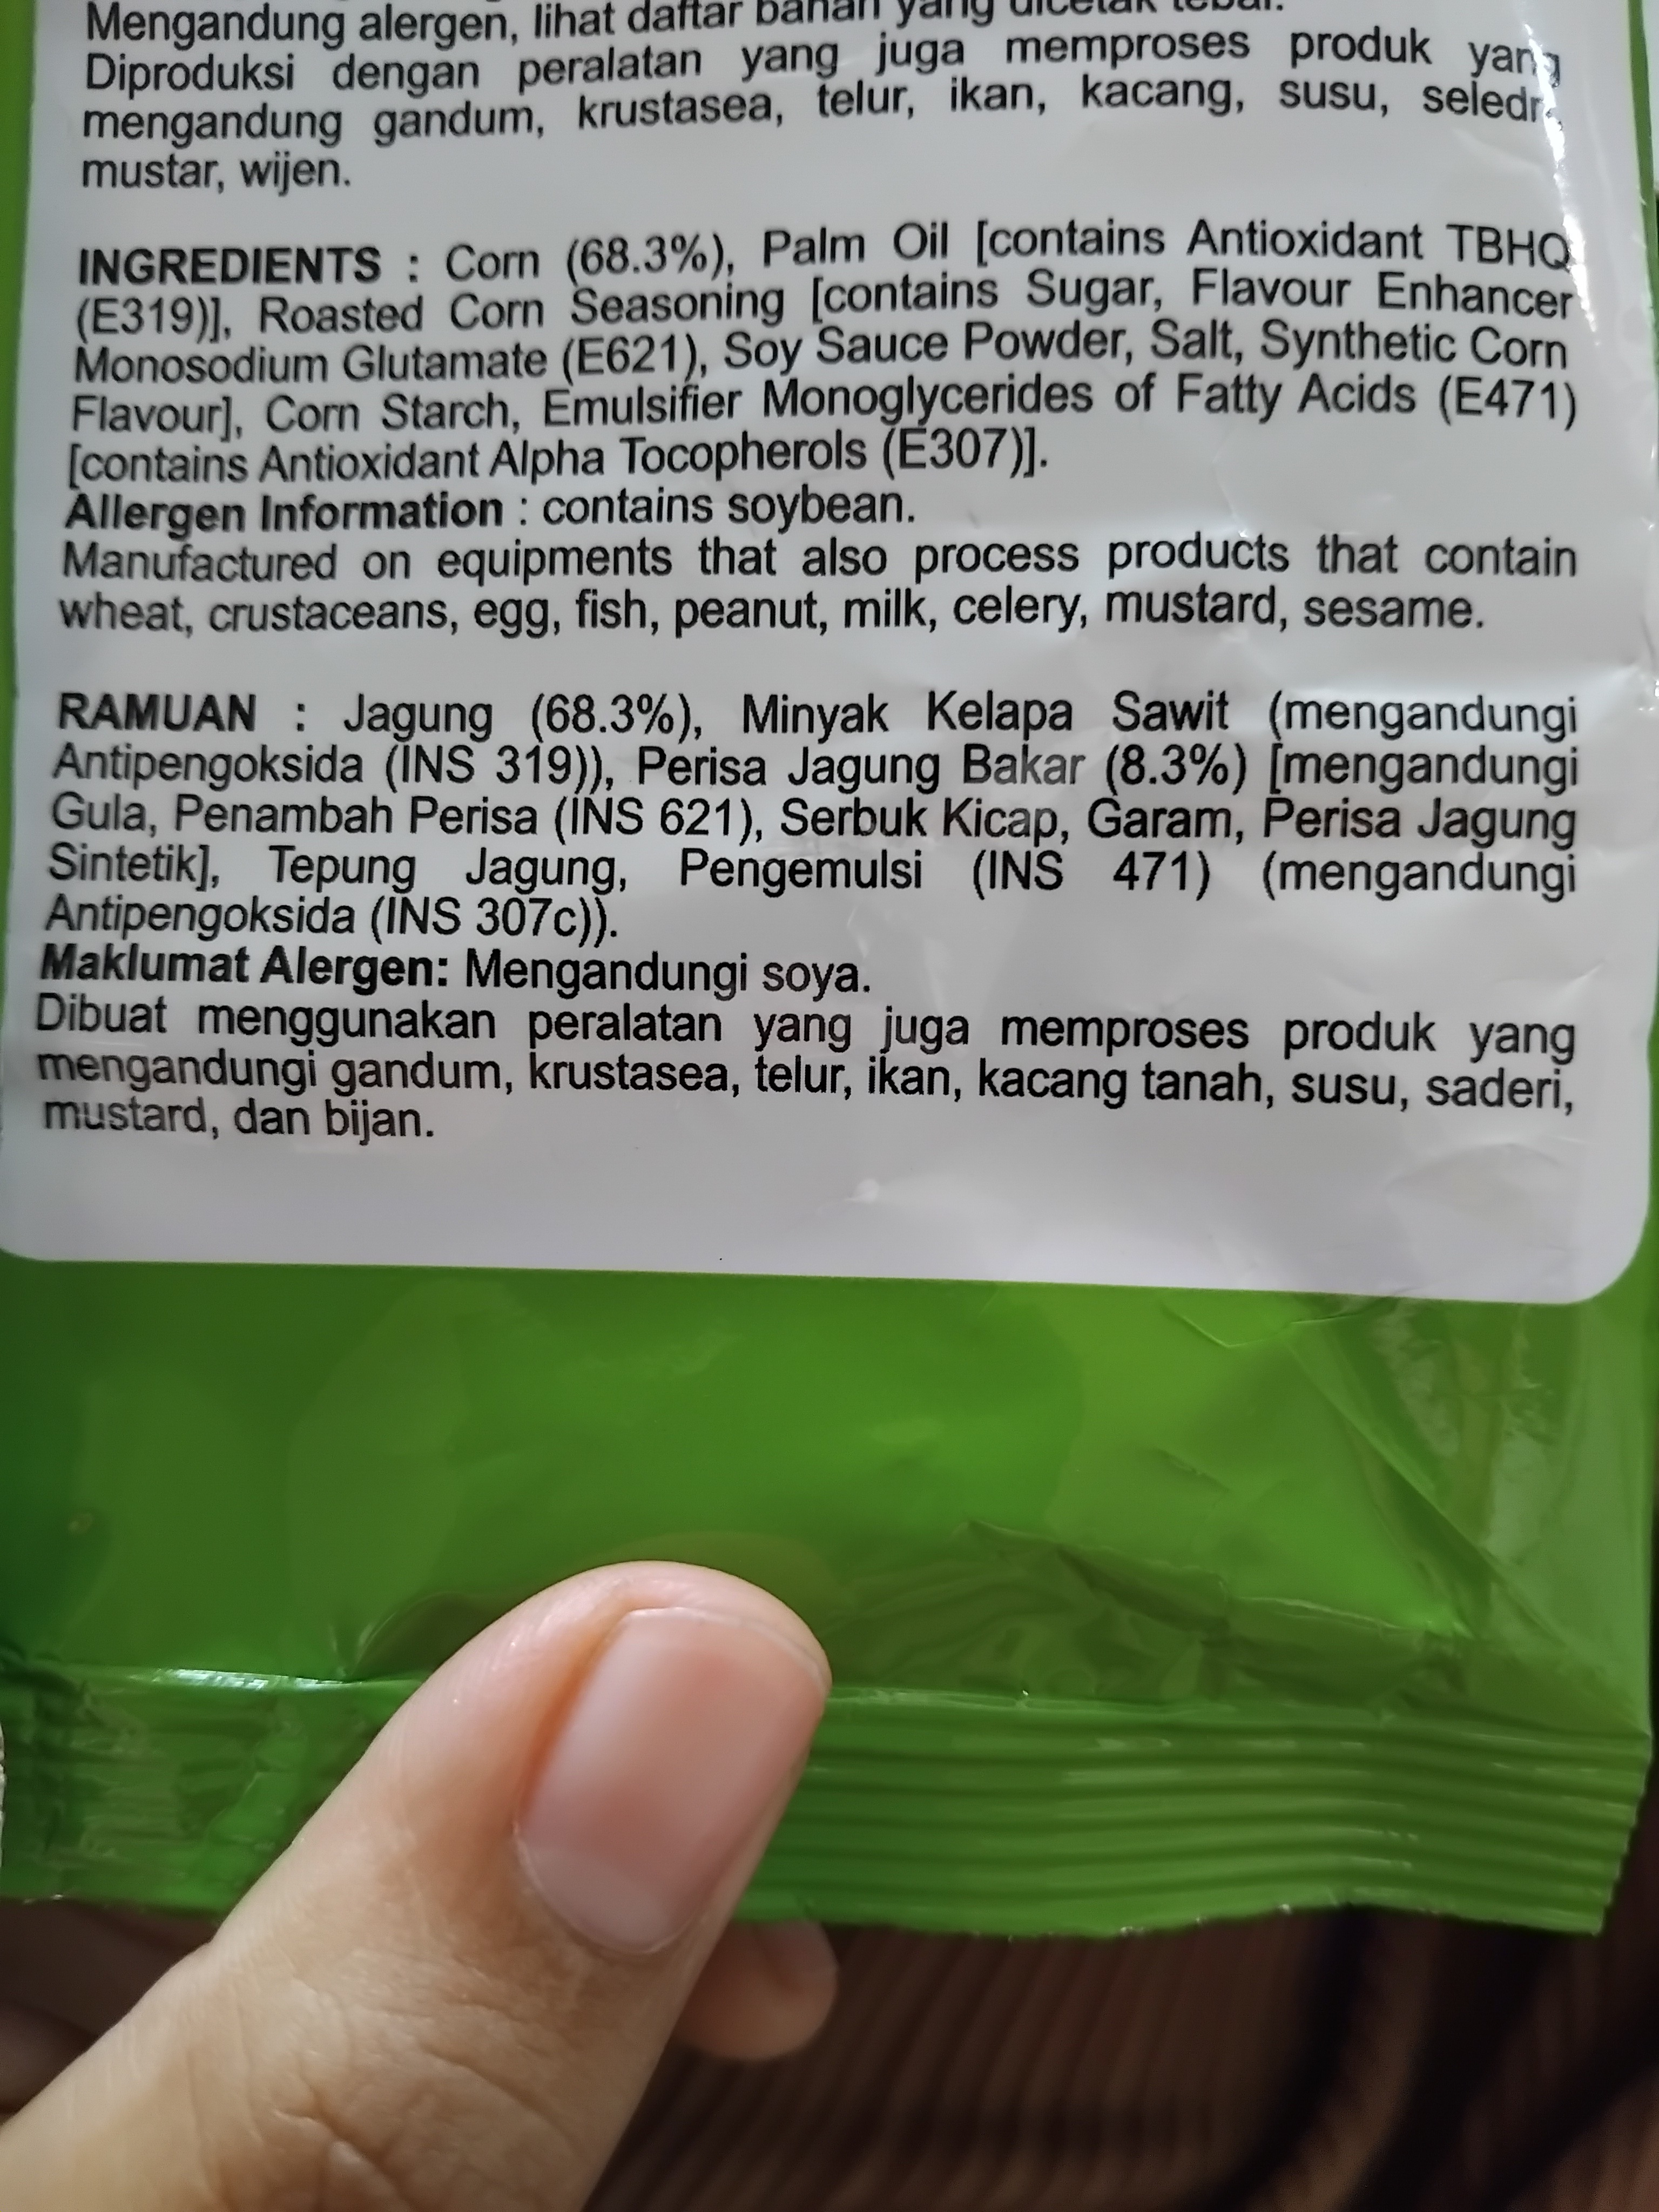 Mengandung alergen, lihat daftar bahan yang dicetak tebal.
Diproduksi dengan peralatan yang juga memproses produk yang
mengandung gandum, krustasea, telur, ikan, kacang, susu,
mustar, wijen.
INGREDIENTS : Corn (68.3%), Palm Oil [contains Antioxidant TBHQ
(E319)], Roasted Corn Seasoning [contains Sugar, Flavour Enhancer
Monosodium Glutamate (E621), Soy Sauce Powder, Salt, Synthetic Corn
Flavour], Corn Starch, Emulsifier Monoglycerides of Fatty Acids (E471)
[contains Antioxidant Alpha Tocopherols (E307)].
Allergen Information : contains soybean.
Manufactured on equipments that also process products that contain
wheat, crustaceans, egg, fish, peanut, milk, celery, mustard, sesame.
RAMUAN : Jagung (68.3%), Minyak Kelapa Sawit (mengandungi
Antipengoksida (INS 319)), Perisa Jagung Bakar (8.3%) [mengandungi
Gula, Penambah Perisa (INS 621), Serbuk Kicap, Garam, Perisa Jagung
Sintetik], Tepung Jagung, Pengemulsi (INS 471) (mengandungi
Antipengoksida (INS 307c)).
Maklumat Alergen: Mengandungi soya.
Dibuat menggunakan peralatan yang juga memproses produk yang
mengandungi gandum, krustasea, telur, ikan, kacang tanah, susu, saderi,
mustard, dan bijan.